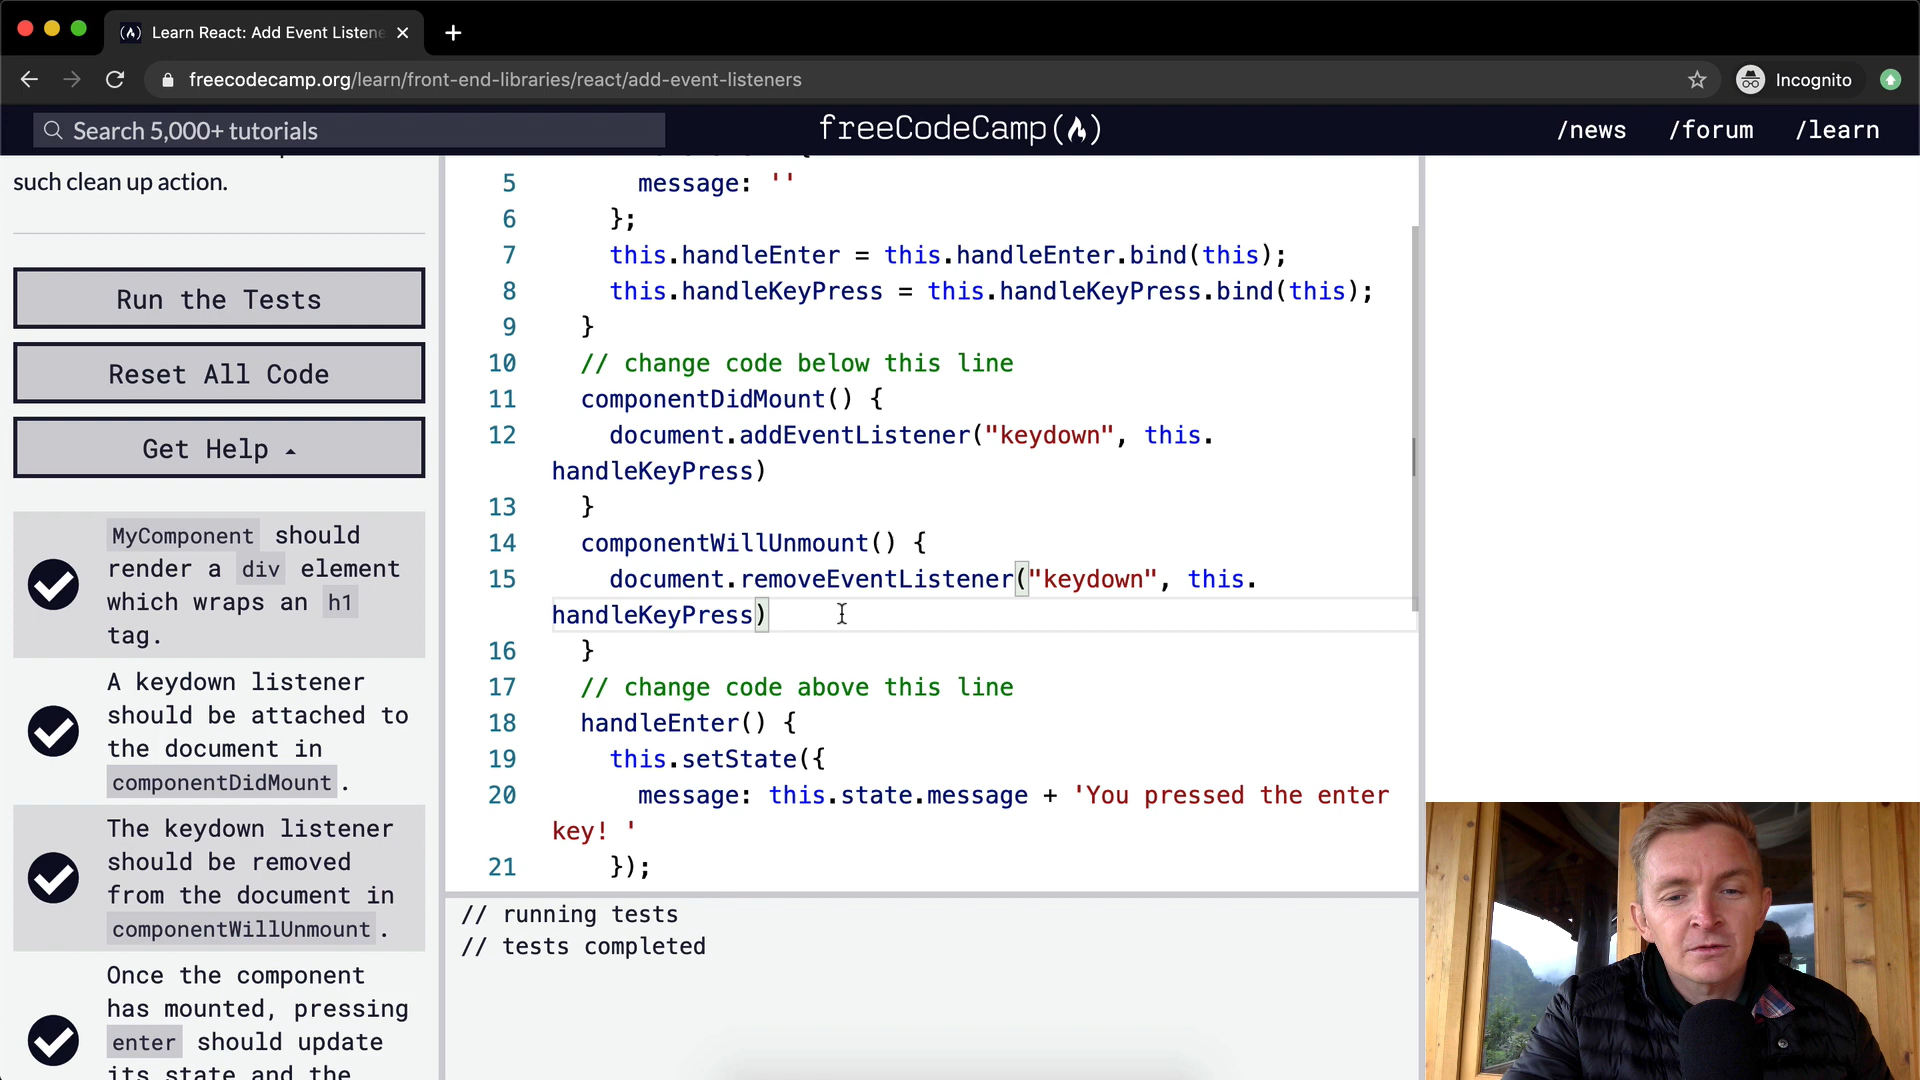 Learn React: Add Event Listene
freecodecamp.org/learn/front-end-libraries/react/add-event-listeners
Incognito
Search 5,000+ tutorials
freeCodeCamp
/news
/forum
/learn
such clean up action.
Run the Tests
Reset All Code
Get Help
MyComponent should
render a div element
which wraps an h1
tag.
A keydown listener
should be attached to
the document in
componentDidMount.
The keydown listener
should be removed
from the document in
componentWillUnmount.
Once the component
has mounted, pressing
enter should update
its state and the
5 message: ''
6 };
7 this.handleEnter = this.handleEnter.bind(this);
8 this.handleKeyPress = this.handleKeyPress.bind(this);
9 }
10 // change code below this line
11 componentDidMount() {
12 document.addEventListener("keydown", this.
handleKeyPress)
13 }
14 componentWillUnmount() {
15 document.removeEventListener("keydown", this.
handleKeyPress)
16 }
17 // change code above this line
18 handleEnter() {
19 this.setState({
20 message: this.state.message + 'You pressed the enter
key! '
21 });
// running tests
// tests completed